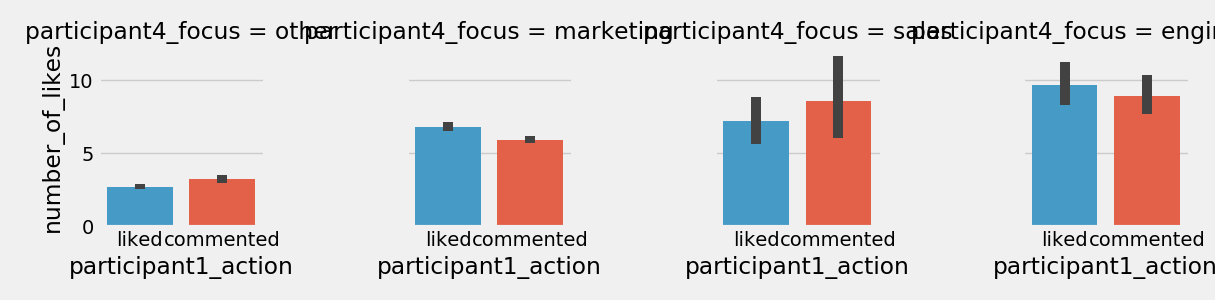 participant4_focus = other
participant4_focus = marketing
participant4_focus = sales
participant4_focus = engin
number_of_likes
10
5
0
liked commented
liked commented
liked commented
liked commented
participant1_action
participant1_action
participant1_action
participant1_action